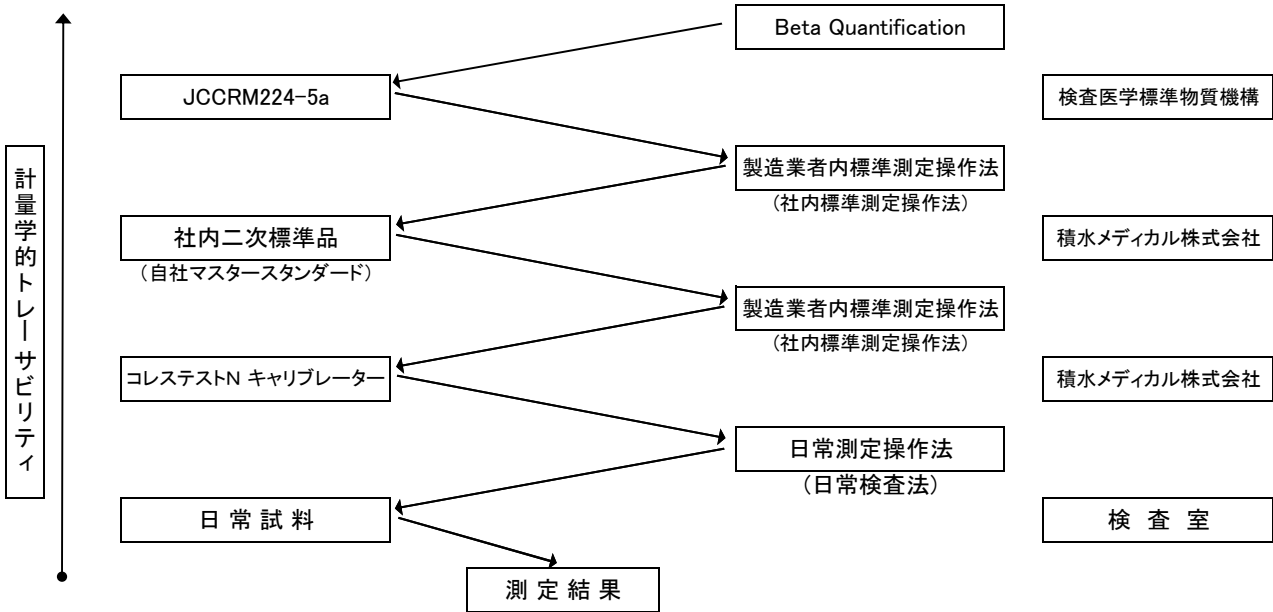 Beta Quantification
JCCRM224-5a
検査医学標準物質機構
製造業者内標準測定操作法
(社内標準測定操作法)
社内二次標準品
(自社マスタースタンダード)
積水メディカル株式会社
製造業者内標準測定操作法
(社内標準測定操作法)
コレステストN キャリブレーター
積水メディカル株式会社
日常測定操作法
(日常検査法)
日常試料
検査室
測定結果
計量学的トレーサビリティ